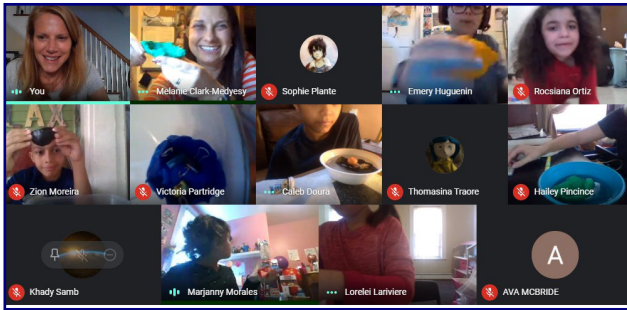 You
Melanie Clark-Medyesy
Sophie Plante
Emery Huguenin
Rocsiana Ortiz
AX
Zion Moreira
Victoria Partridge
Caleb Doura
Thomasina Traore
Hailey Pincince
Khady Samb
Marjanny Morales
Lorelei Lariviere
A
AVA MCBRIDE